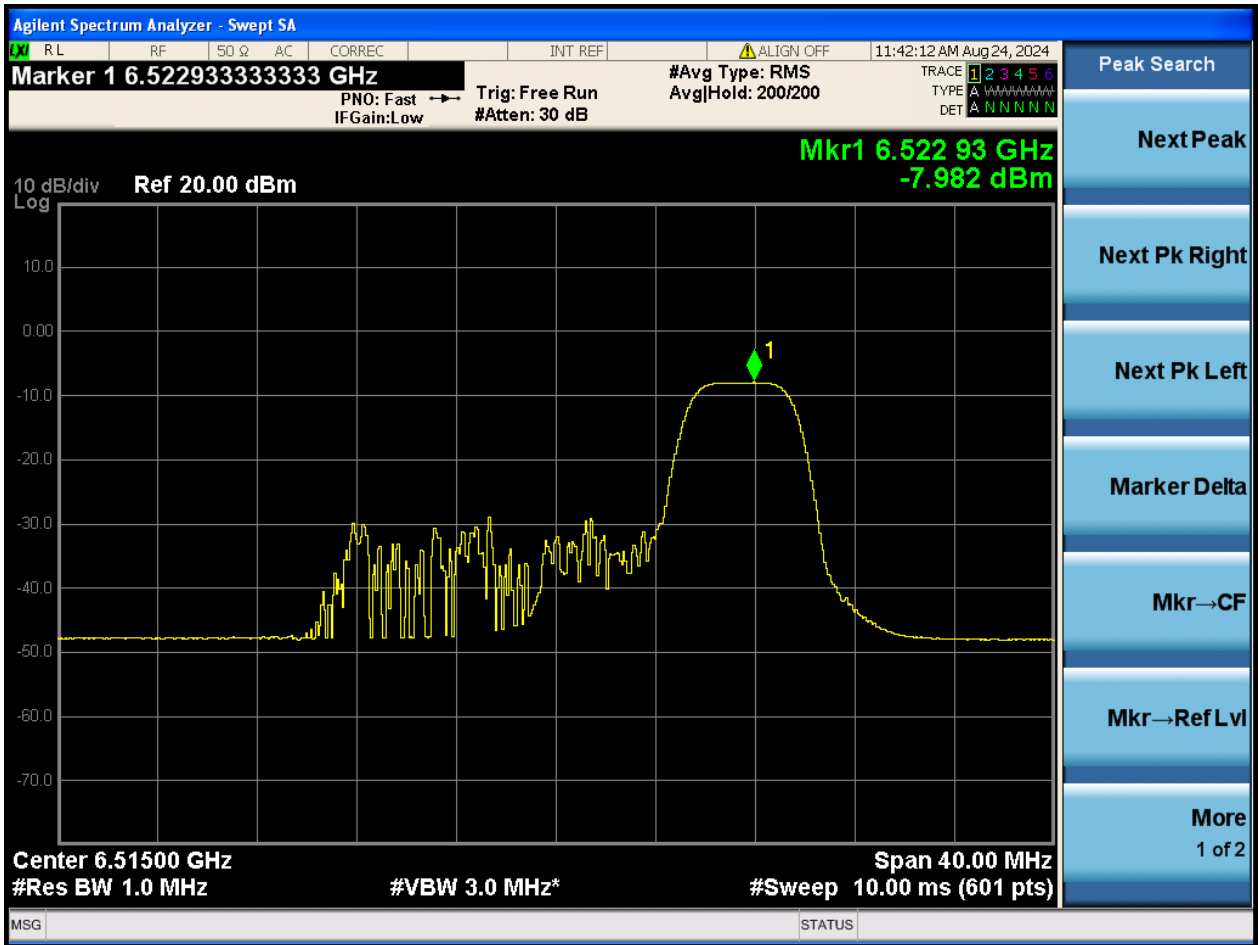 Agilent Spectrum Analyzer - Swept SA
LXI RL RF 50 Ω AC CORREC INT REF ALIGN OFF 11:42:12 AM Aug 24, 2024
Marker 1 6.522933333333 GHz
PNO: Fast
IFGain:Low
Trig: Free Run
#Atten: 30 dB
#Avg Type: RMS
Avg|Hold: 200/200
TRACE 1 2 3 4 5 6
TYPE A WWWWW
DET A N N N N N
Mkr1 6.522 93 GHz
-7.982 dBm
10 dB/div Ref 20.00 dBm
Log
10.0
0.00
-10.0
-20.0
-30.0
-40.0
-50.0
-60.0
-70.0
1
Center 6.51500 GHz Span 40.00 MHz
#Res BW 1.0 MHz #VBW 3.0 MHz* #Sweep 10.00 ms (601 pts)
MSG STATUS
Peak Search
Next Peak
Next Pk Right
Next Pk Left
Marker Delta
Mkr→CF
Mkr→Ref Lvl
More
1 of 2